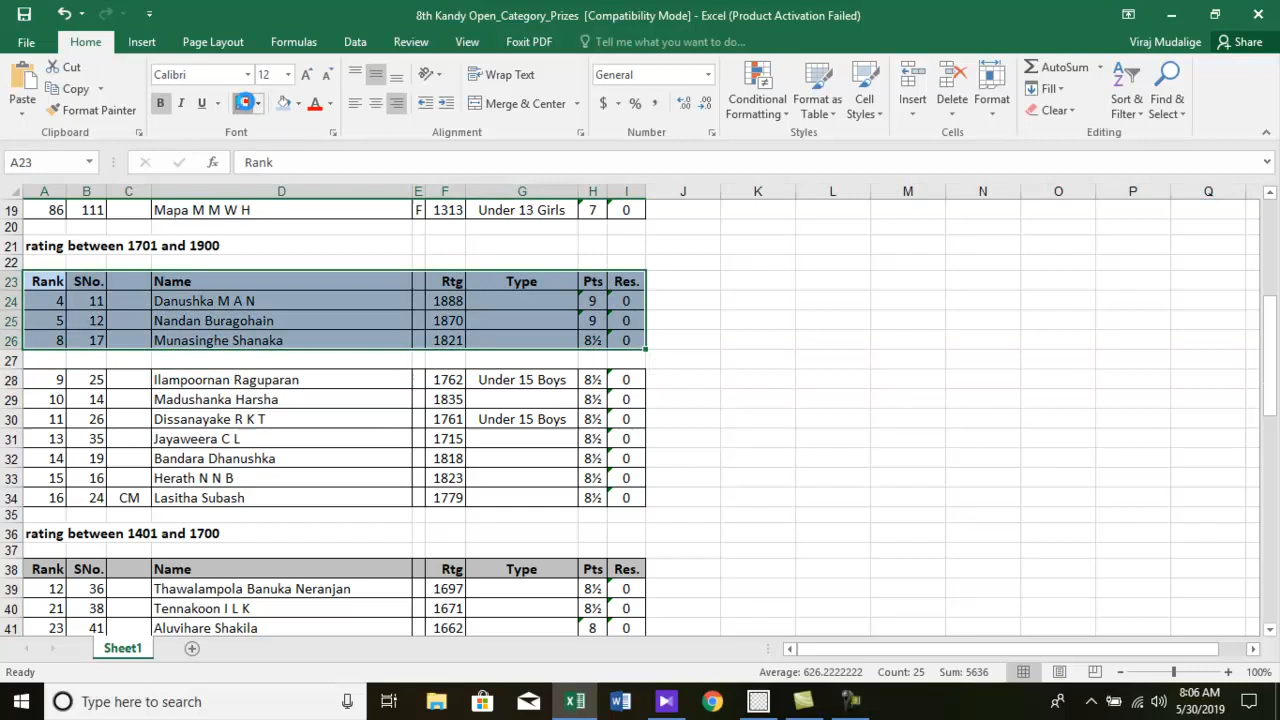 8th Kandy Open_Category_Prizes [Compatibility Mode] - Excel (Product Activation Failed)
File Home Insert Page Layout Formulas Data Review View Foxit PDF Tell me what you want to do... Viraj Mudalige Share
Paste
Cut
Copy
Format Painter
Clipboard
Calibri 12
B I U
Font
Wrap Text
Merge & Center
Alignment
General
$ % ,
Number
Conditional Formatting
Format as Table
Cell Styles
Styles
Insert
Delete
Format
Cells
AutoSum
Fill
Clear
Sort & Filter
Find & Select
Editing
A23 fx Rank
A B C D E F G H I J K L M N O P Q
19 86 111 Mapa M M W H F 1313 Under 13 Girls 7 0
20
21 rating between 1701 and 1900
22
23 Rank SNo. Name Rtg Type Pts Res.
24 4 11 Danushka M A N 1888 9 0
25 5 12 Nandan Buragohain 1870 9 0
26 8 17 Munasinghe Shanaka 1821 8½ 0
27
28 9 25 Ilampoornan Raguparan 1762 Under 15 Boys 8½ 0
29 10 14 Madushanka Harsha 1835 8½ 0
30 11 26 Dissanayake R K T 1761 Under 15 Boys 8½ 0
31 13 35 Jayaweera C L 1715 8½ 0
32 14 19 Bandara Dhanushka 1818 8½ 0
33 15 16 Herath N N B 1823 8½ 0
34 16 24 CM Lasitha Subash 1779 8½ 0
35
36 rating between 1401 and 1700
37
38 Rank SNo. Name Rtg Type Pts Res.
39 12 36 Thawalampola Banuka Neranjan 1697 8½ 0
40 21 38 Tennakoon I L K 1671 8½ 0
41 23 41 Aluvihare Shakila 1662 8 0
Sheet1
Ready Average: 626.2222222 Count: 25 Sum: 5636 100%
Type here to search
8:06 AM
5/30/2019